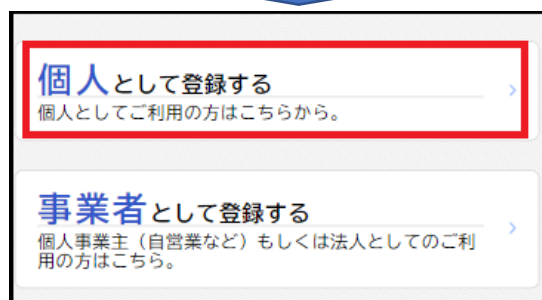 個人として登録する
個人としてご利用の方はこちらから。
事業者として登録する
個人事業主（自営業など）もしくは法人としてのご利
用の方はこちら。